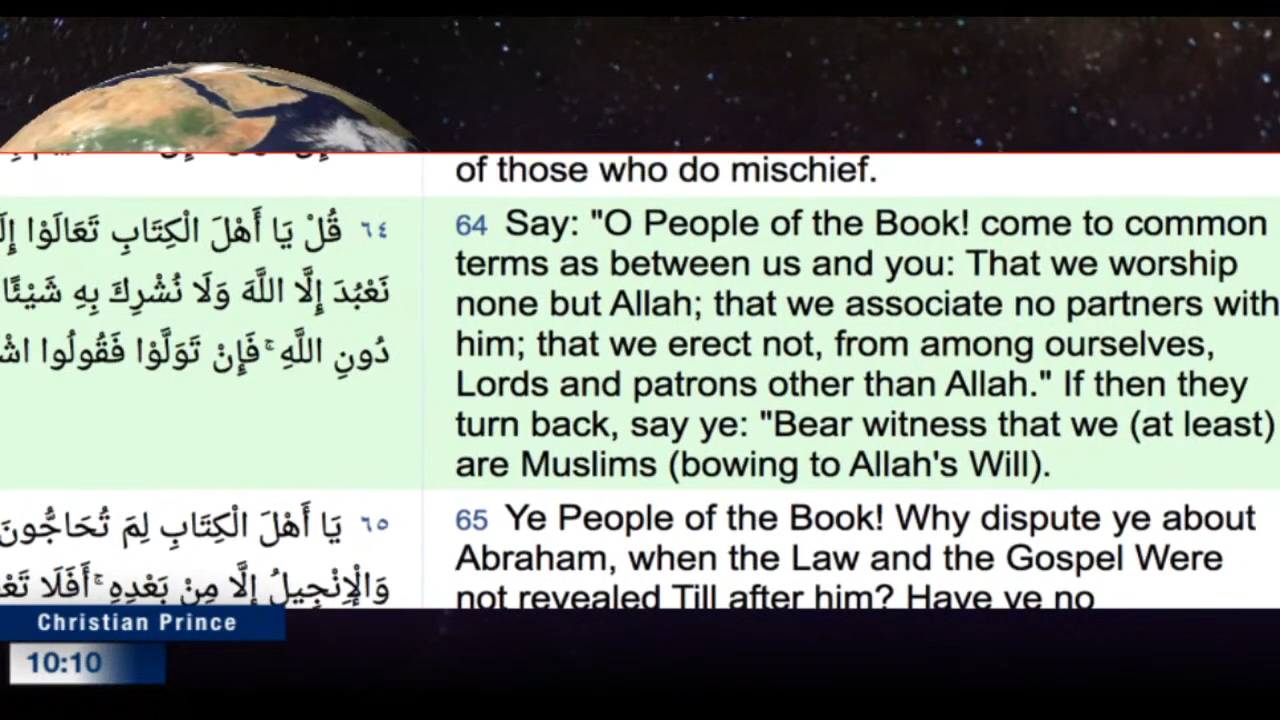 of those who do mischief.
٦٤ قُلْ يَا أَهْلَ الْكِتَابِ تَعَالَوْا
نَعْبُدَ إِلَّا اللَّهَ وَلَا نُشْرِكَ بِهِ شَيْئًا
دُونِ اللَّهِ ۚ فَإِنْ تَوَلَّوْا فَقُولُوا
64 Say: "O People of the Book! come to common
terms as between us and you: That we worship
none but Allah; that we associate no partners with
him; that we erect not, from among ourselves,
Lords and patrons other than Allah." If then they
turn back, say ye: "Bear witness that we (at least)
are Muslims (bowing to Allah's Will).
٦٥ يَا أَهْلَ الْكِتَابِ لِمَ تُحَاجُّونَ
وَالْإِنْجِيلُ إِلَّا مِنْ بَعْدِهِ ۚ أَفَلَا
65 Ye People of the Book! Why dispute ye about
Abraham, when the Law and the Gospel Were
not revealed Till after him? Have ye no
Christian Prince
10:10